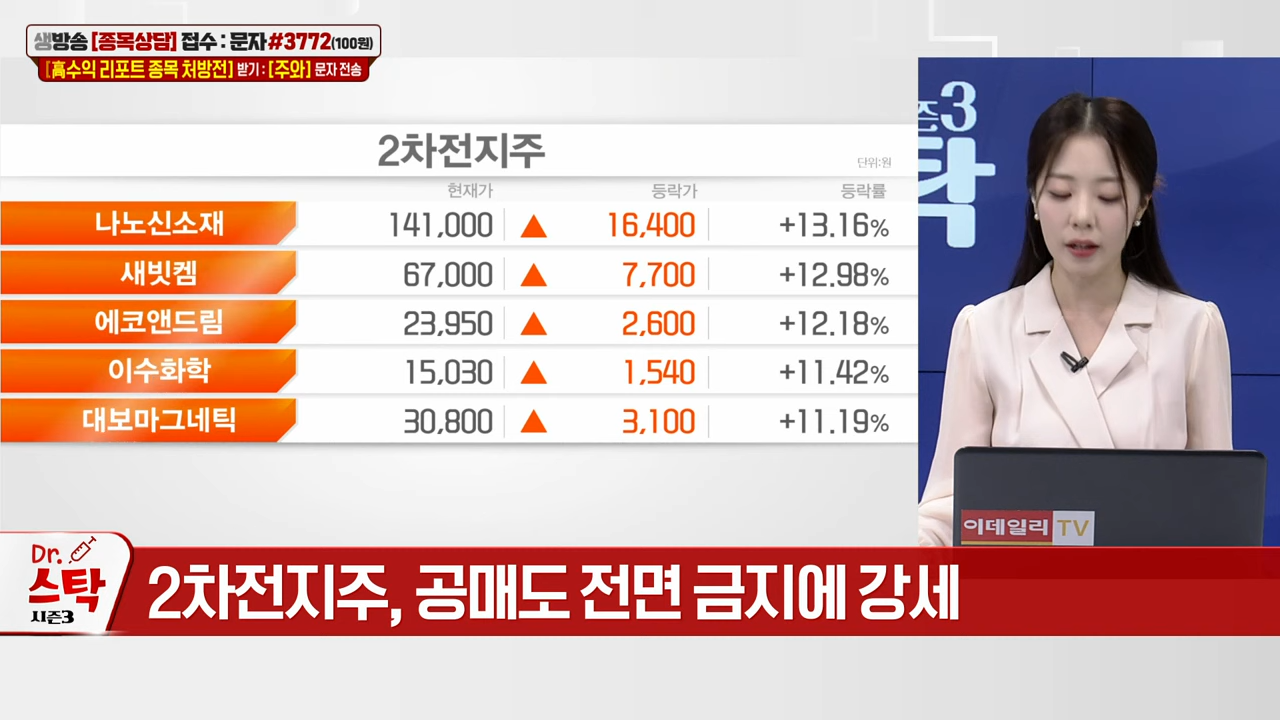 생방송 [종목상담] 접수 : 문자#3772(100원)
[高수익 리포트 종목 처방전] 받기 : [주와] 문자 전송
2차전지주
단위:원
현재가 등락가 등락률
나노신소재 141,000 ▲ 16,400 +13.16%
새빗켐 67,000 ▲ 7,700 +12.98%
에코앤드림 23,950 ▲ 2,600 +12.18%
이수화학 15,030 ▲ 1,540 +11.42%
대보마그네틱 30,800 ▲ 3,100 +11.19%
즌3
탁
이데일리 TV
Dr.
스탁
시즌3
2차전지주, 공매도 전면 금지에 강세